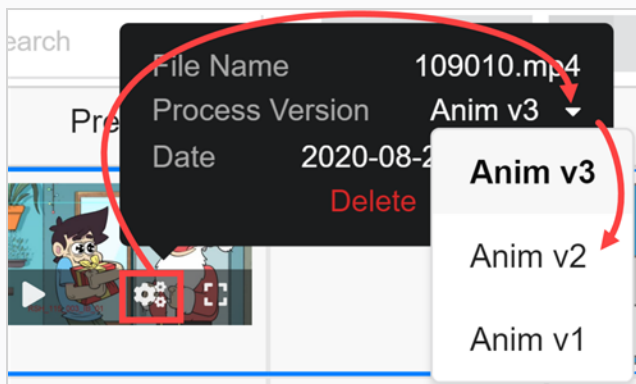 earch
File Name 109010.mp4
Pre
Process Version Anim v3
Date 2020-08-2
Anim v3
Delete
Anim v2
Anim v1